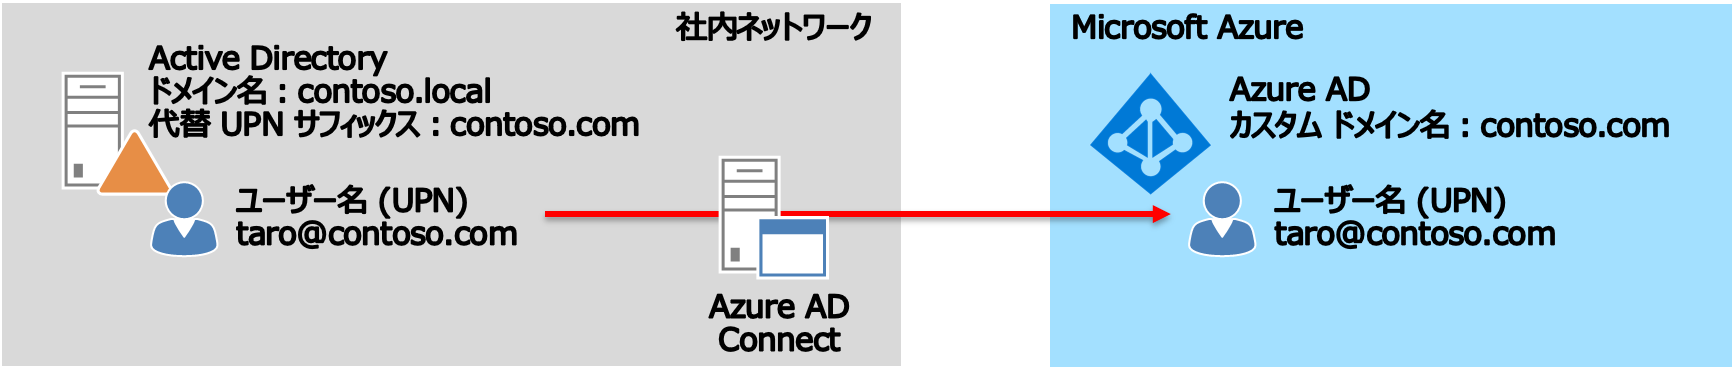 社内ネットワーク
Active Directory
ドメイン名：contoso.local
代替 UPN サフィックス：contoso.com
ユーザー名 (UPN)
taro@contoso.com
Azure AD
Connect
Microsoft Azure
Azure AD
カスタム ドメイン名：contoso.com
ユーザー名 (UPN)
taro@contoso.com